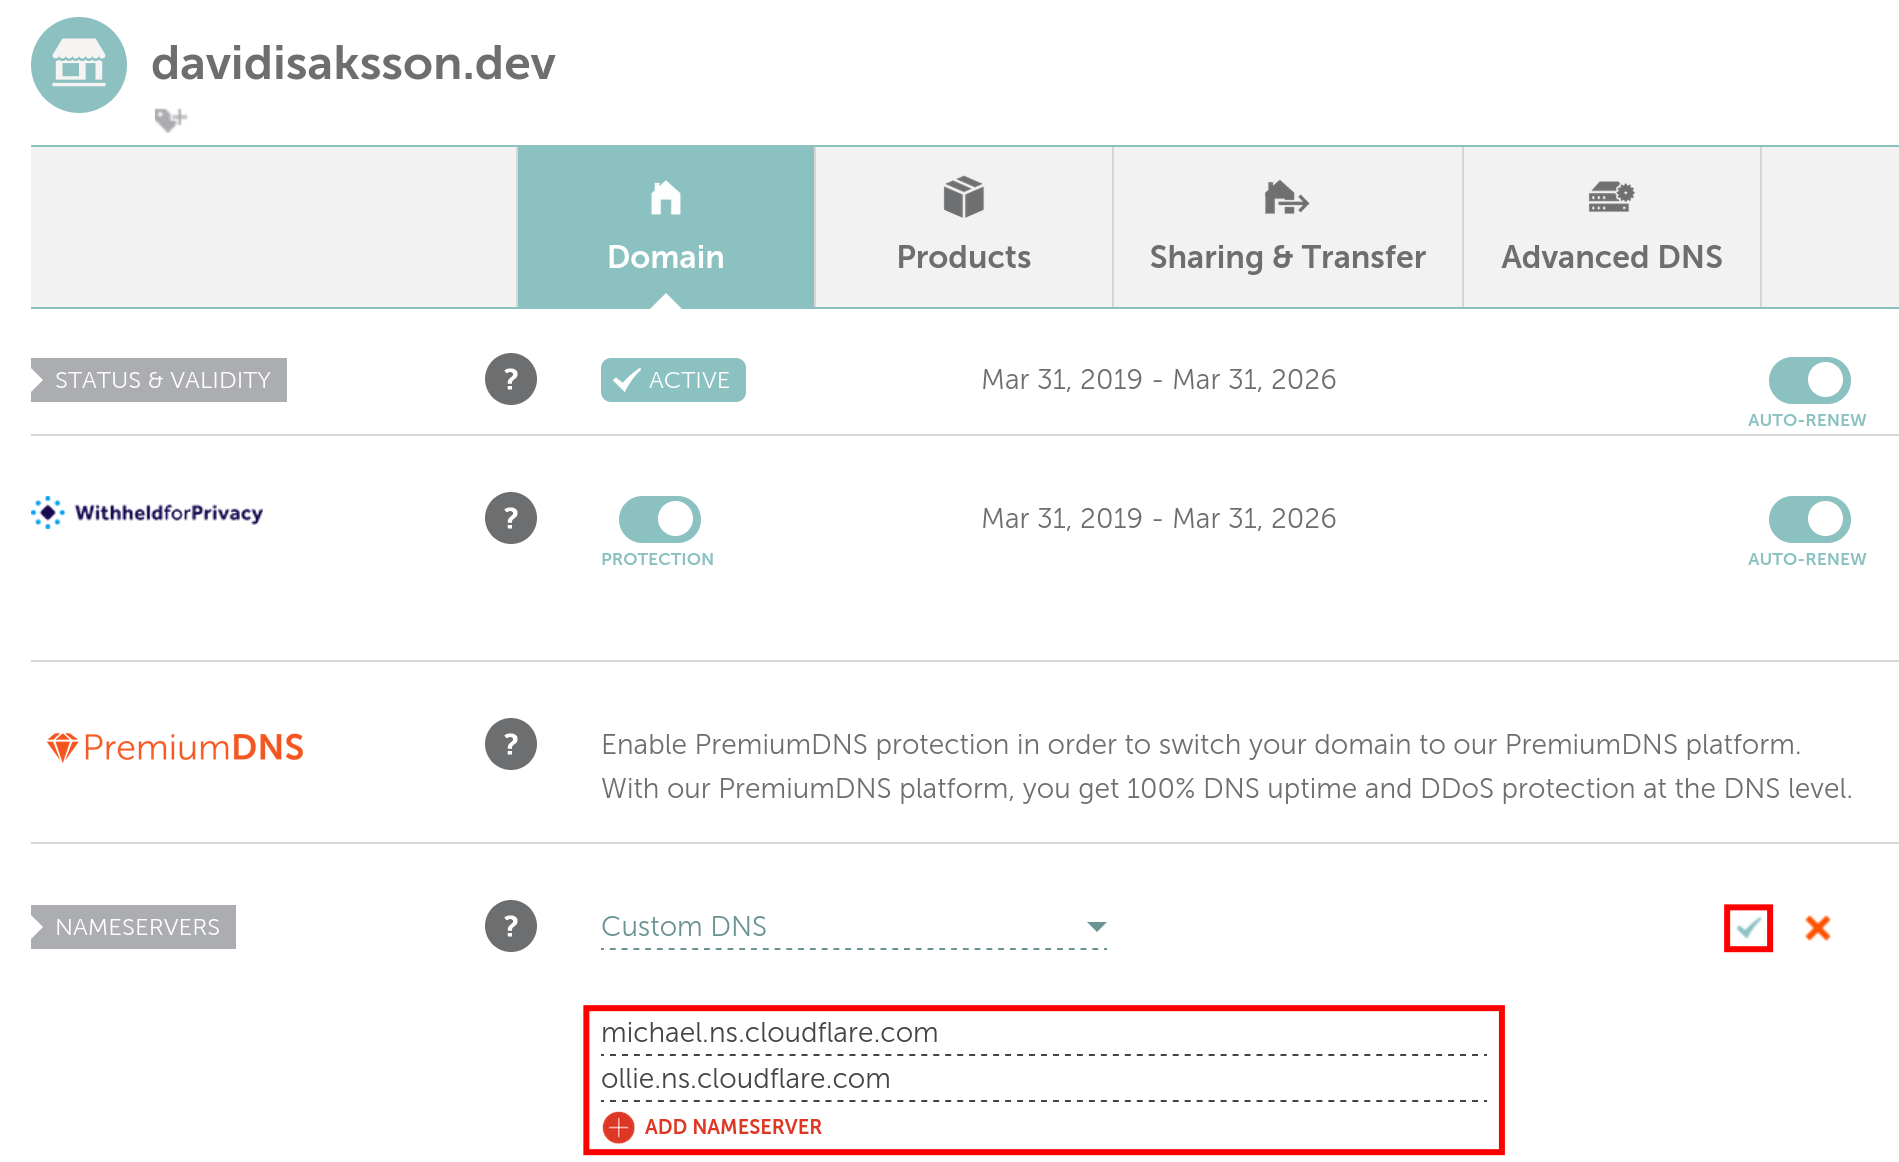 davidisaksson.dev
Domain
Products
Sharing & Transfer
Advanced DNS
STATUS & VALIDITY
?
ACTIVE
Mar 31, 2019 - Mar 31, 2026
AUTO-RENEW
WithheldforPrivacy
?
PROTECTION
Mar 31, 2019 - Mar 31, 2026
AUTO-RENEW
PremiumDNS
?
Enable PremiumDNS protection in order to switch your domain to our PremiumDNS platform.
With our PremiumDNS platform, you get 100% DNS uptime and DDoS protection at the DNS level.
NAMESERVERS
?
Custom DNS
michael.ns.cloudflare.com
ollie.ns.cloudflare.com
ADD NAMESERVER